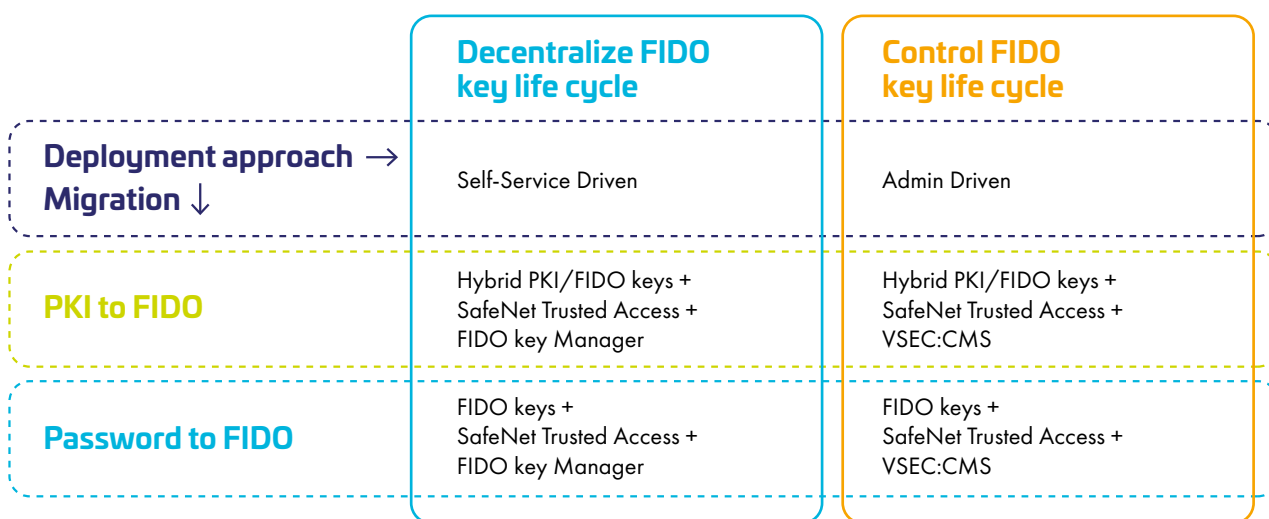 Decentralize FIDO
key life cycle
Control FIDO
key life cycle
Deployment approach →
Migration ↓
Self-Service Driven
Admin Driven
PKI to FIDO
Hybrid PKI/FIDO keys +
SafeNet Trusted Access +
FIDO key Manager
Hybrid PKI/FIDO keys +
SafeNet Trusted Access +
VSEC:CMS
Password to FIDO
FIDO keys +
SafeNet Trusted Access +
FIDO key Manager
FIDO keys +
SafeNet Trusted Access +
VSEC:CMS